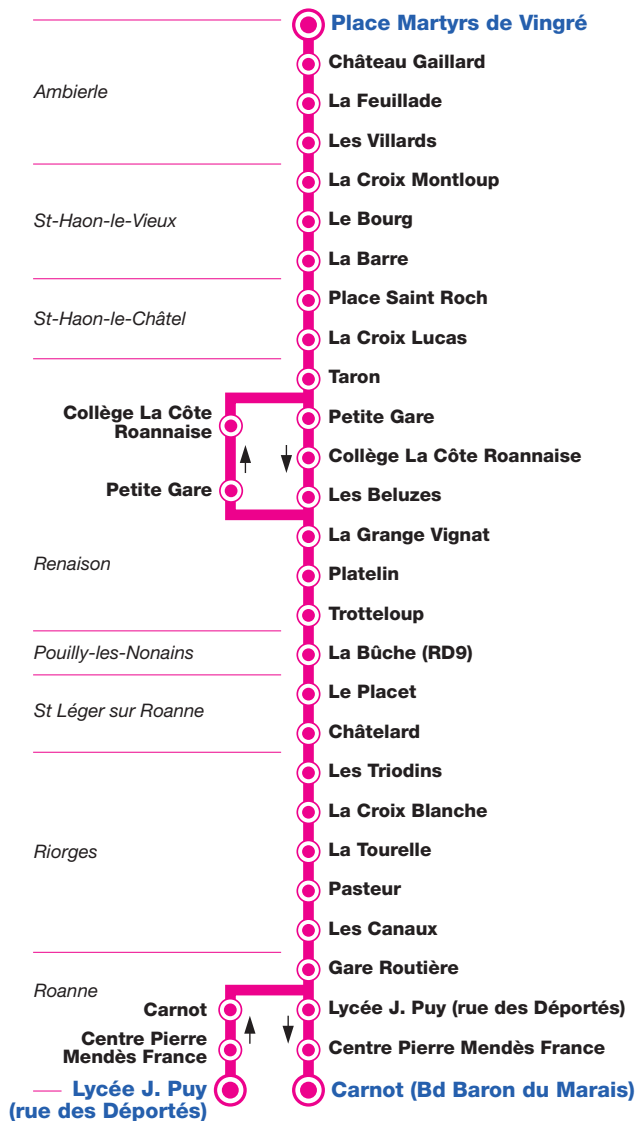 Place Martyrs de Vingré
Château Gaillard
Ambierle
La Feuillade
Les Villards
La Croix Montloup
St-Haon-le-Vieux
Le Bourg
La Barre
Place Saint Roch
St-Haon-le-Châtel
La Croix Lucas
Taron
Collège La Côte
Roannaise
Petite Gare
Collège La Côte Roannaise
Petite Gare
Les Beluzes
La Grange Vignat
Renaison
Platelin
Trotteloup
Pouilly-les-Nonains
La Bûche (RD9)
Le Placet
St Léger sur Roanne
Châtelard
Les Triodins
La Croix Blanche
Riorges
La Tourelle
Pasteur
Les Canaux
Gare Routière
Roanne
Carnot
Lycée J. Puy (rue des Déportés)
Centre Pierre
Mendès France
Centre Pierre Mendès France
Lycée J. Puy
(rue des Déportés)
Carnot (Bd Baron du Marais)